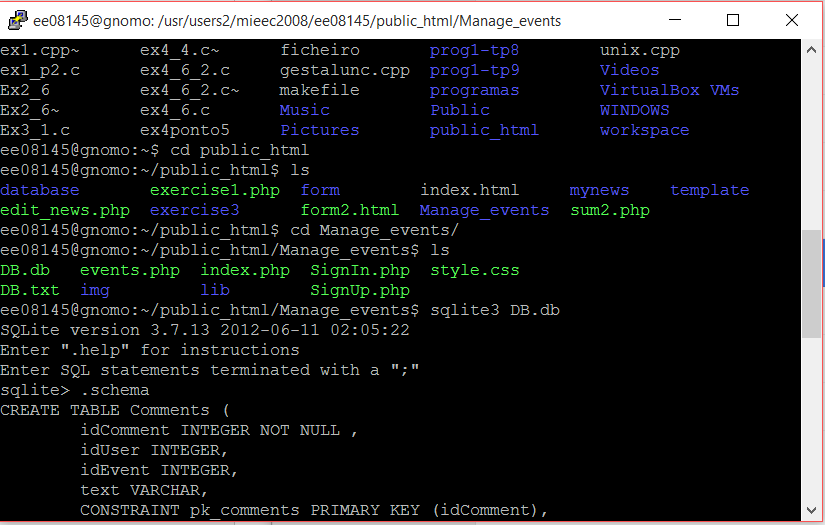 ee08145@gnomo: /usr/users2/mieec2008/ee08145/public_html/Manage_events
ex1.cpp~ ex4_4.c~ ficheiro prog1-tp8 unix.cpp
ex1_p2.c ex4_6_2.c gestalunc.cpp prog1-tp9 Videos
Ex2_6 ex4_6_2.c~ makefile programas VirtualBox VMs
Ex2_6~ ex4_6.c Music Public WINDOWS
Ex3_1.c ex4ponto5 Pictures public_html workspace
ee08145@gnomo:~$ cd public_html
ee08145@gnomo:~/public_html$ ls
database exercise1.php form index.html mynews template
edit_news.php exercise3 form2.html Manage_events sum2.php
ee08145@gnomo:~/public_html$ cd Manage_events/
ee08145@gnomo:~/public_html/Manage_events$ ls
DB.db events.php index.php SignIn.php style.css
DB.txt img lib SignUp.php
ee08145@gnomo:~/public_html/Manage_events$ sqlite3 DB.db
SQLite version 3.7.13 2012-06-11 02:05:22
Enter ".help" for instructions
Enter SQL statements terminated with a ";"
sqlite> .schema
CREATE TABLE Comments (
idComment INTEGER NOT NULL ,
idUser INTEGER,
idEvent INTEGER,
text VARCHAR,
CONSTRAINT pk_comments PRIMARY KEY (idComment),